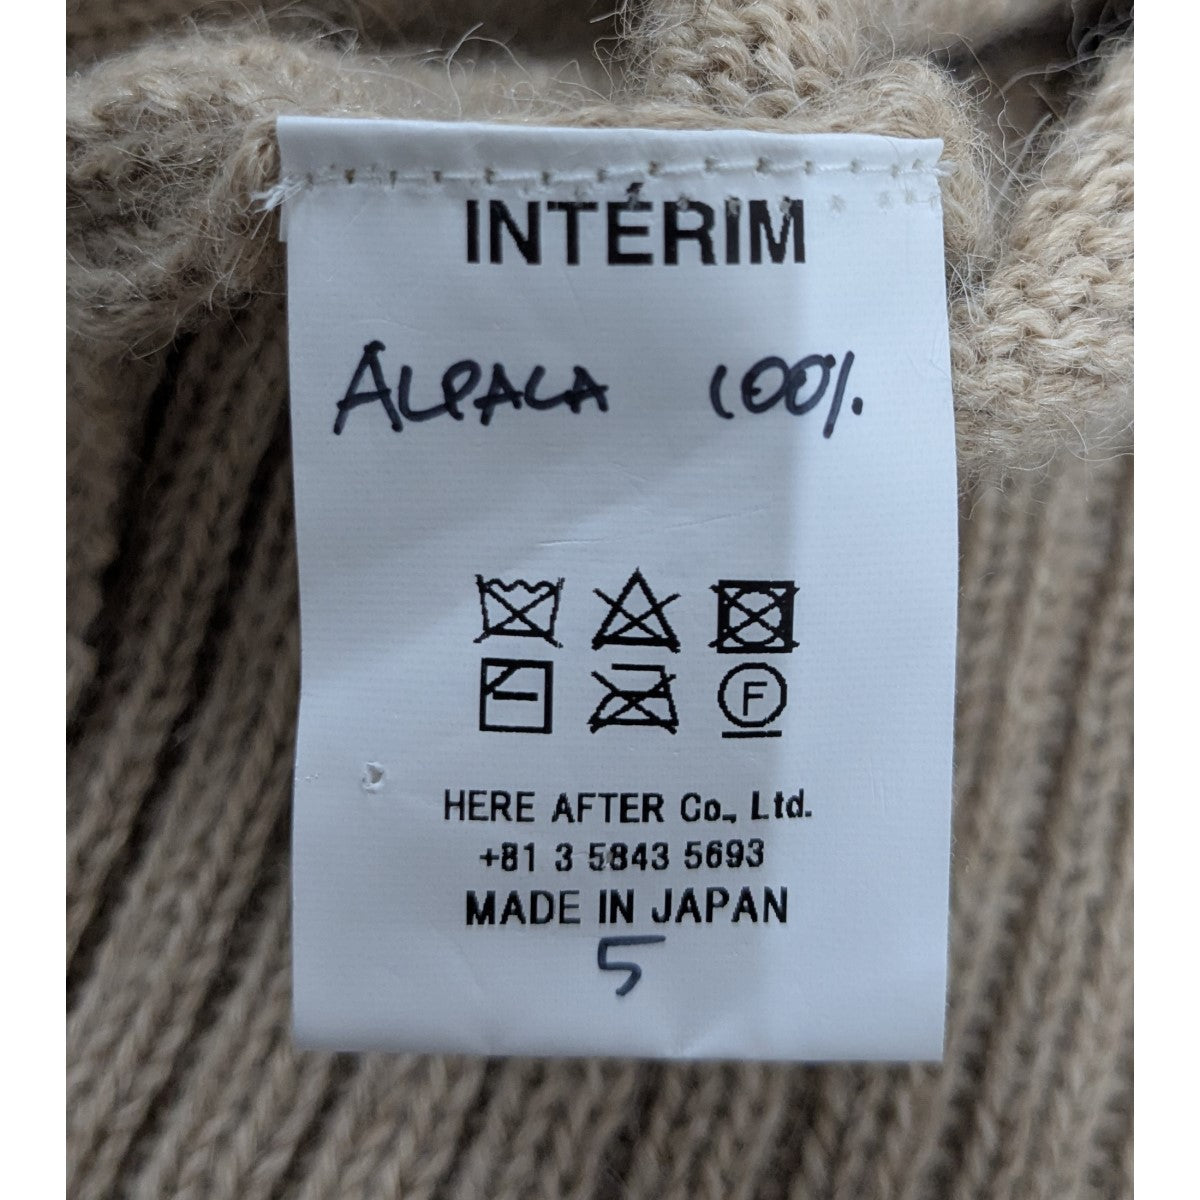 INTÉRIM
ALPACA 100%.
F
HERE AFTER Co., Ltd.
+81 3 5843 5693
MADE IN JAPAN
5